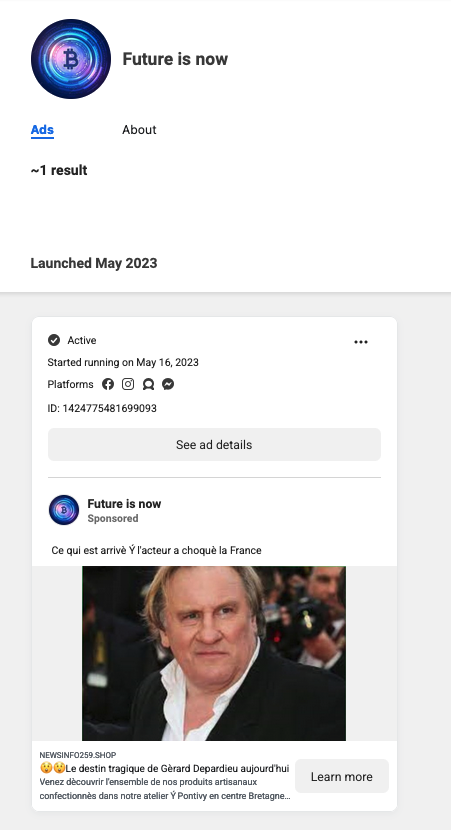 Future is now
Ads About
~1 result
Launched May 2023
Active
Started running on May 16, 2023
Platforms
ID: 1424775481699093
See ad details
Future is now
Sponsored
Ce qui est arrivè Ý l'acteur a choquè la France
NEWSINFO259.SHOP
😲😲Le destin tragique de Gèrard Depardieu aujourd'hui
Venez dècouvrir l'ensemble de nos produits artisanaux
confectionnès dans notre atelier Ý Pontivy en centre Bretagne...
Learn more